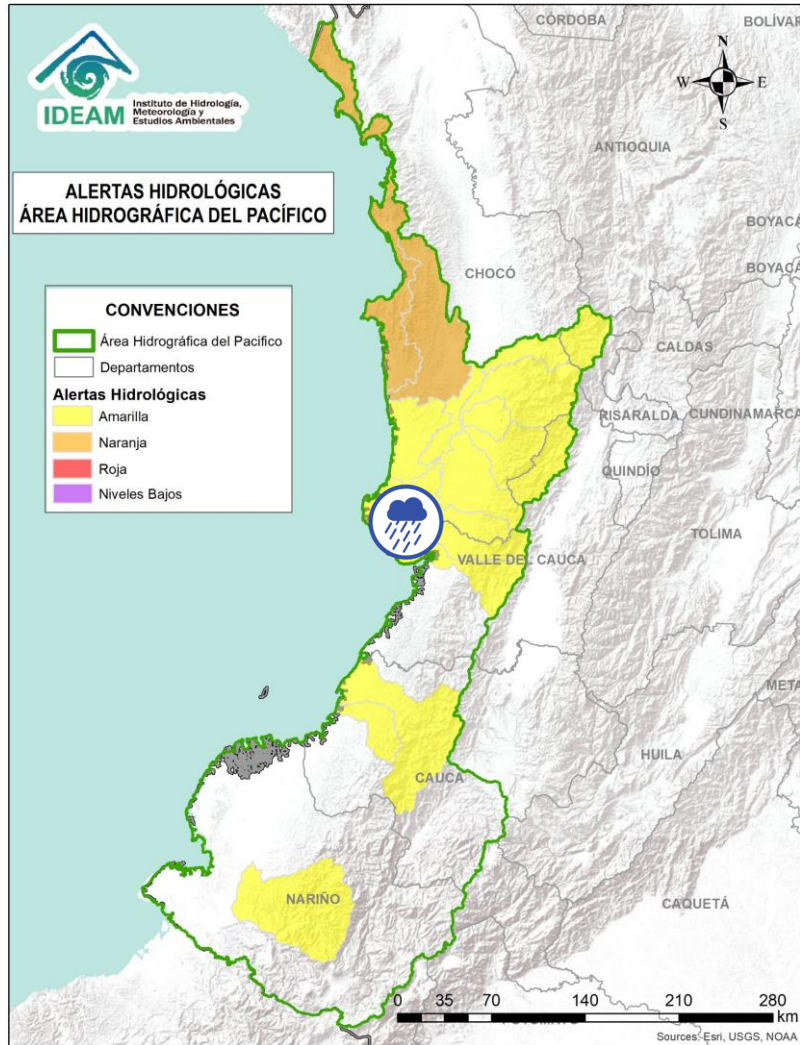 CÓRDOBA
BOLÍVAR
IDEAM
Instituto de Hidrología,
Meteorología y
Estudios Ambientales
N
W E
S
ANTIOQUIA
ALERTAS HIDROLÓGICAS
ÁREA HIDROGRÁFICA DEL PACÍFICO
BOYACÁ
BOYACÁ
CHOCÓ
CONVENCIONES
Área Hidrográfica del Pacifico
Departamentos
Alertas Hidrológicas
Amarilla
Naranja
Roja
Niveles Bajos
CALDAS
RISARALDA
CUNDINAMARCA
QUINDÍO
TOLIMA
VALLE DEL CAUCA
META
HUILA
CAUCA
NARIÑO
CAQUETÁ
0 35 70 140 210 280
km
Sources: Esri, USGS, NOAA